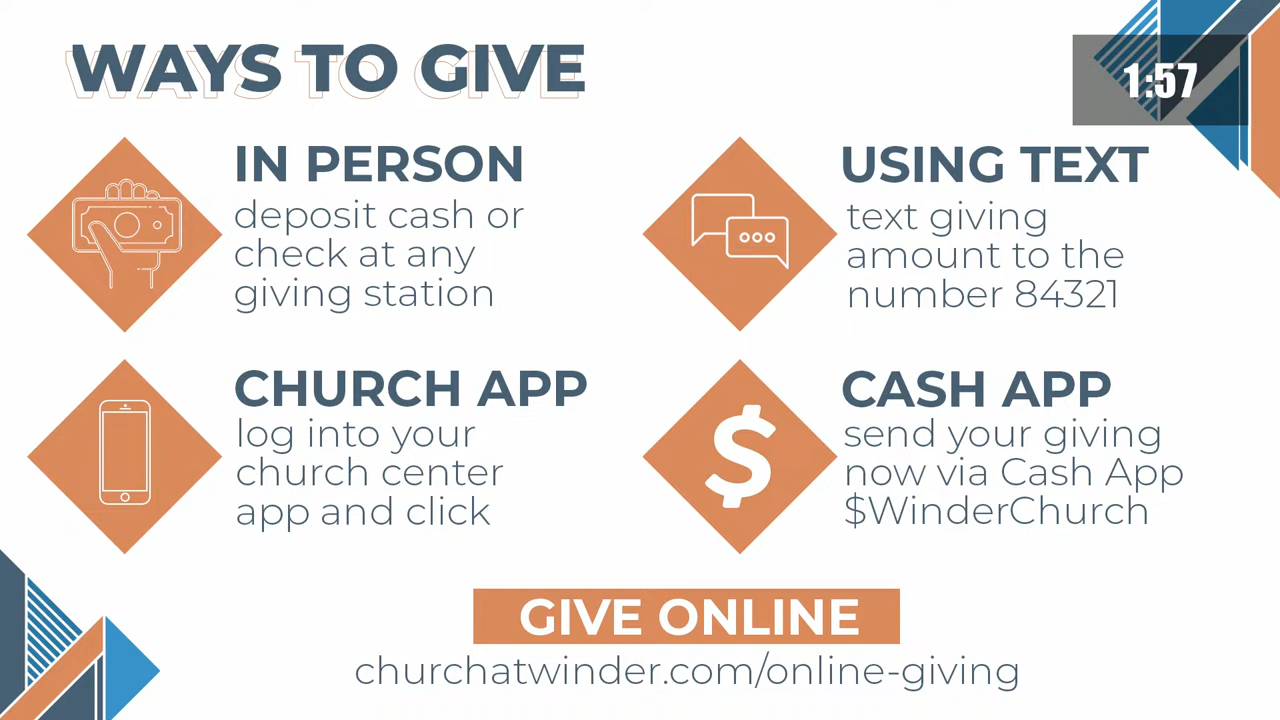 WAYS TO GIVE
1:57
IN PERSON
deposit cash or
check at any
giving station
USING TEXT
text giving
amount to the
number 84321
CHURCH APP
log into your
church center
app and click
CASH APP
send your giving
now via Cash App
$WinderChurch
GIVE ONLINE
churchatwinder.com/online-giving